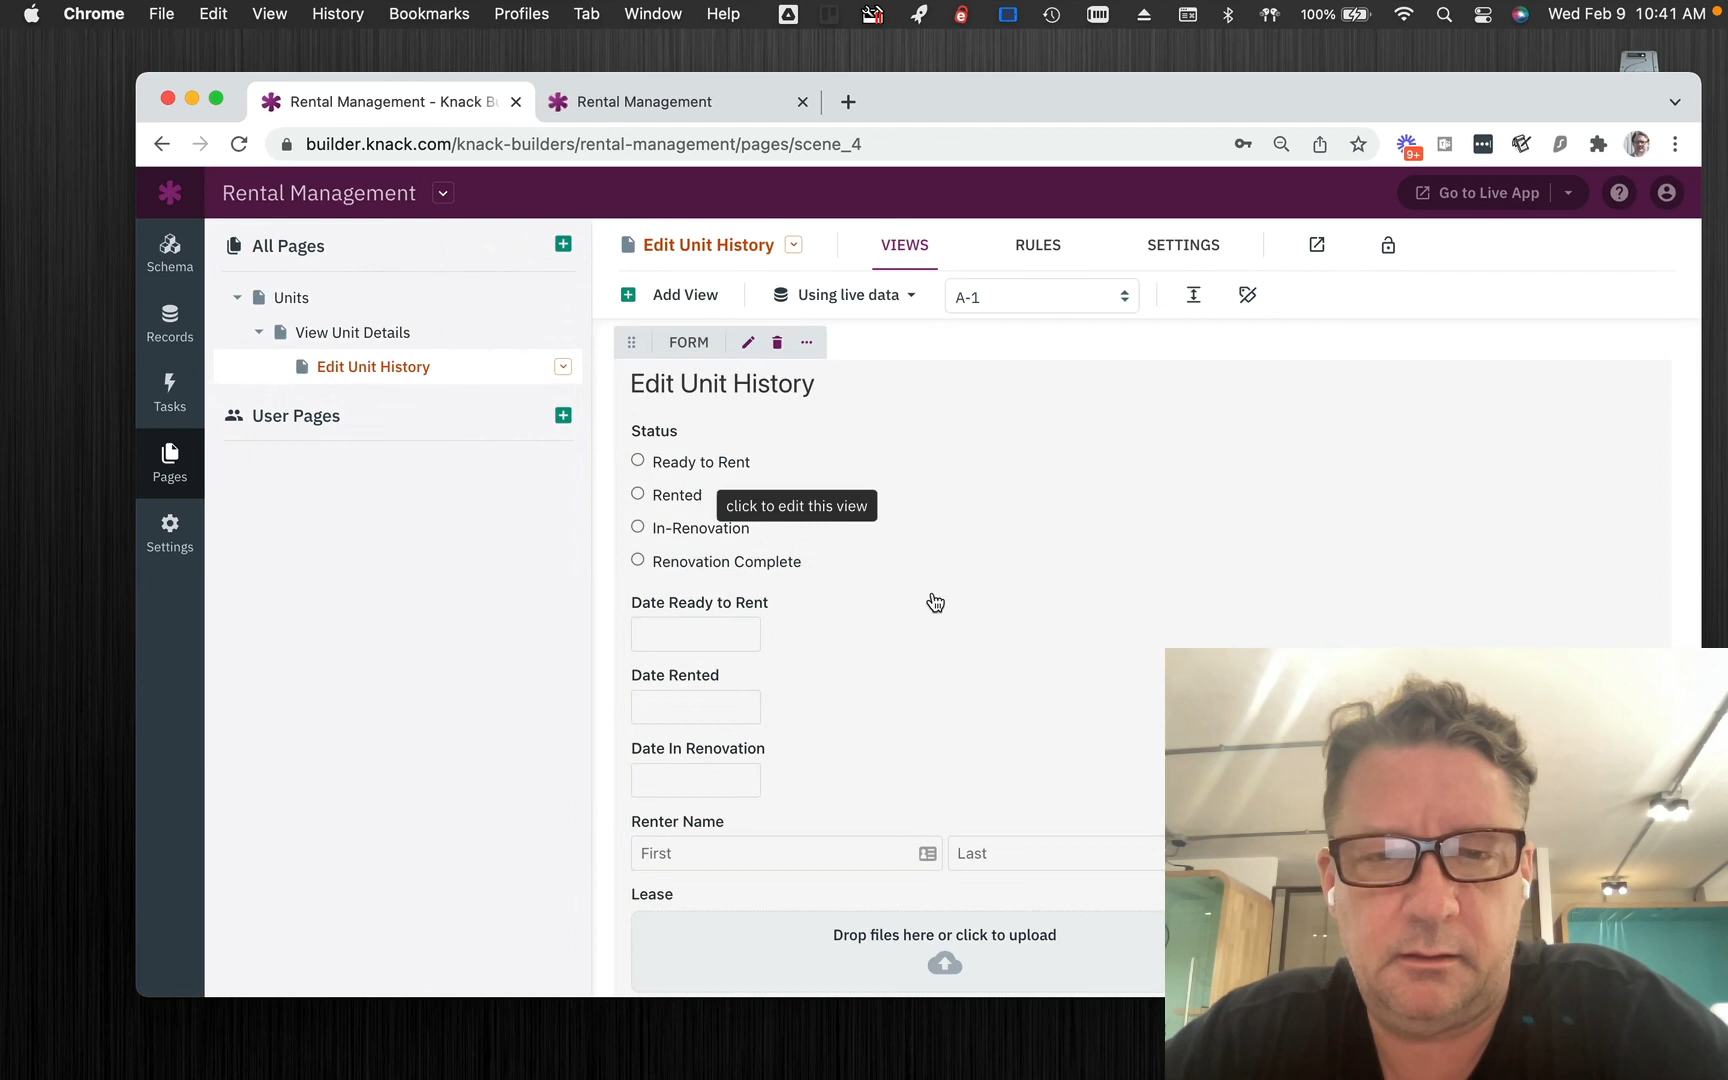 Chrome File Edit View History Bookmarks Profiles Tab Window Help 100% Wed Feb 9 10:41 AM
Rental Management - Knack Bu Rental Management
builder.knack.com/knack-builders/rental-management/pages/scene_4 9+
Rental Management Go to Live App
Schema
Records
Tasks
Pages
Settings
All Pages
Units
View Unit Details
Edit Unit History
User Pages
Edit Unit History VIEWS RULES SETTINGS
Add View Using live data A-1
FORM
Edit Unit History
Status
Ready to Rent
Rented
click to edit this view
In-Renovation
Renovation Complete
Date Ready to Rent
Date Rented
Date In Renovation
Renter Name
First Last
Lease
Drop files here or click to upload